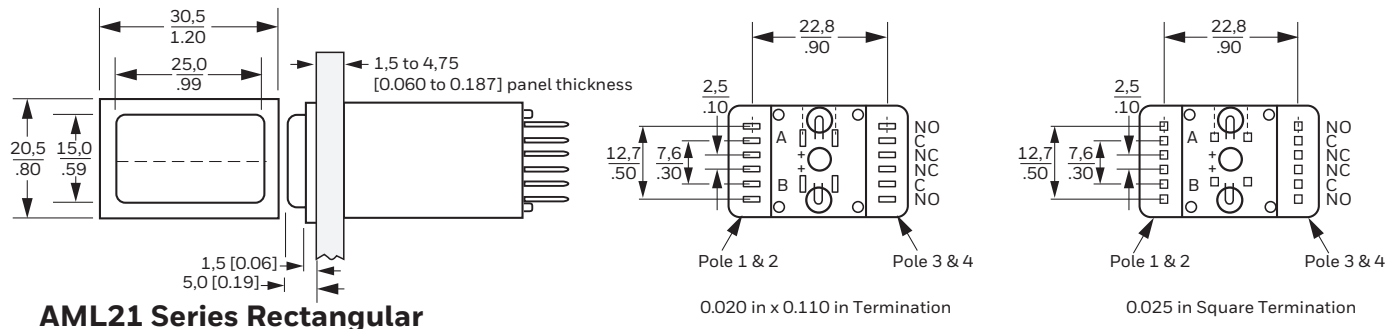 30,5
1.20
25,0
.99
20,5
.80
15,0
.59
1,5 to 4,75
[0.060 to 0.187] panel thickness
1,5 [0.06]
5,0 [0.19]
AML21 Series Rectangular
22,8
.90
2,5
.10
12,7
.50
7,6
.30
A
+
+
B
NO
C
NC
NC
C
NO
Pole 1 & 2
Pole 3 & 4
0.020 in x 0.110 in Termination
22,8
.90
2,5
.10
12,7
.50
7,6
.30
A
+
+
B
NO
C
NC
NC
C
NO
Pole 1 & 2
Pole 3 & 4
0.025 in Square Termination